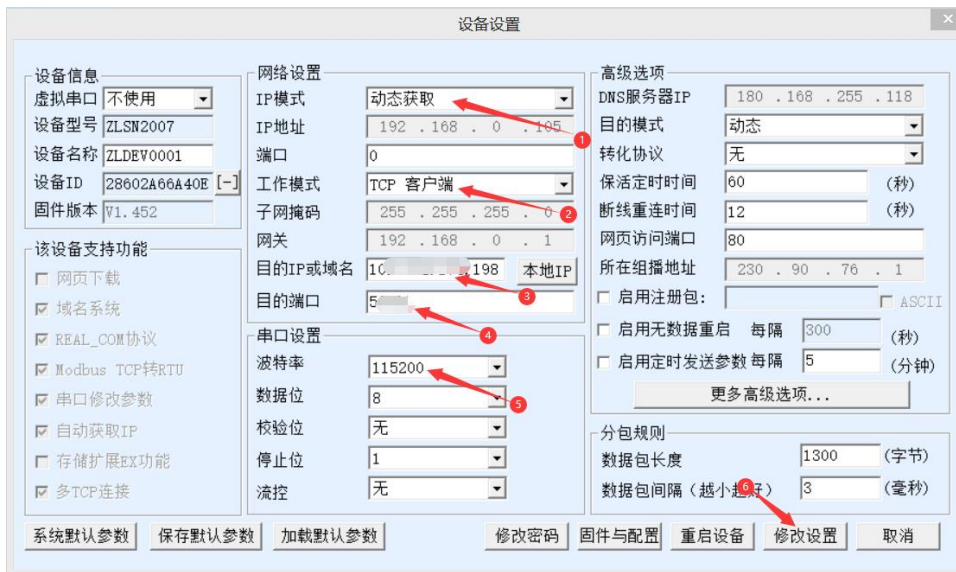 设备设置
设备信息
虚拟串口 不使用
设备型号 ZLSN2007
设备名称 ZLDEV0001
设备ID 28602A66A40E [-]
固件版本 V1.452
该设备支持功能
网页下载
域名系统
REAL_COM协议
Modbus TCP转RTU
串口修改参数
自动获取IP
存储扩展EX功能
多TCP连接
网络设置
IP模式 动态获取
1
IP地址 192 .168 . 0 .105
端口 0
工作模式 TCP 客户端
2
子网掩码 255 .255 .255 . 0
网关 192 .168 . 0 . 1
目的IP或域名 198 本地IP
3
目的端口 5
4
串口设置
波特率 115200
5
数据位 8
校验位 无
停止位 1
流控 无
高级选项
DNS服务器IP 180 .168 .255 .118
目的模式 动态
转化协议 无
保活定时时间 60 (秒)
断线重连时间 12 (秒)
网页访问端口 80
所在组播地址 230 . 90 . 76 . 1
启用注册包: ASCII
启用无数据重启 每隔 300 (秒)
启用定时发送参数 每隔 5 (分钟)
更多高级选项...
分包规则
数据包长度 1300 (字节)
数据包间隔(越小越好) 3 (毫秒)
6
系统默认参数 保存默认参数 加载默认参数 修改密码 固件与配置 重启设备 修改设置 取消